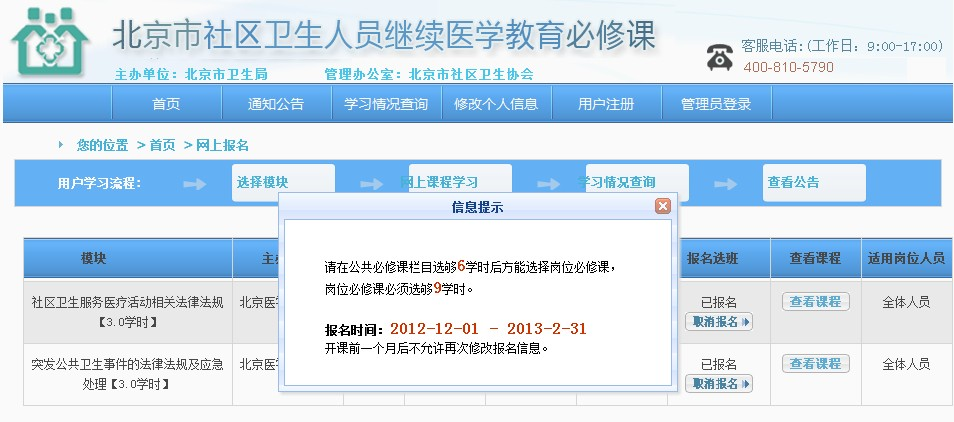 北京市社区卫生人员继续医学教育必修课
主办单位：北京市卫生局
管理办公室：北京市社区卫生协会
客服电话:(工作日：9:00-17:00)
400-810-5790
首页
通知公告
学习情况查询
修改个人信息
用户注册
管理员登录
您的位置 >首页 >网上报名
用户学习流程：
选择模块
网上课程学习
学习情况查询
查看公告
信息提示
请在公共必修课栏目选够6学时后方能选择岗位必修课，
岗位必修课必须选够9学时。
报名时间：2012-12-01 - 2013-2-31
开课前一个月后不允许再次修改报名信息。
模块
报名选班
查看课程
适用岗位人员
社区卫生服务医疗活动相关法律法规
【3.0学时】
北京医
已报名
取消报名
查看课程
全体人员
突发公共卫生事件的法律法规及应急
处理【3.0学时】
北京医
已报名
取消报名
查看课程
全体人员